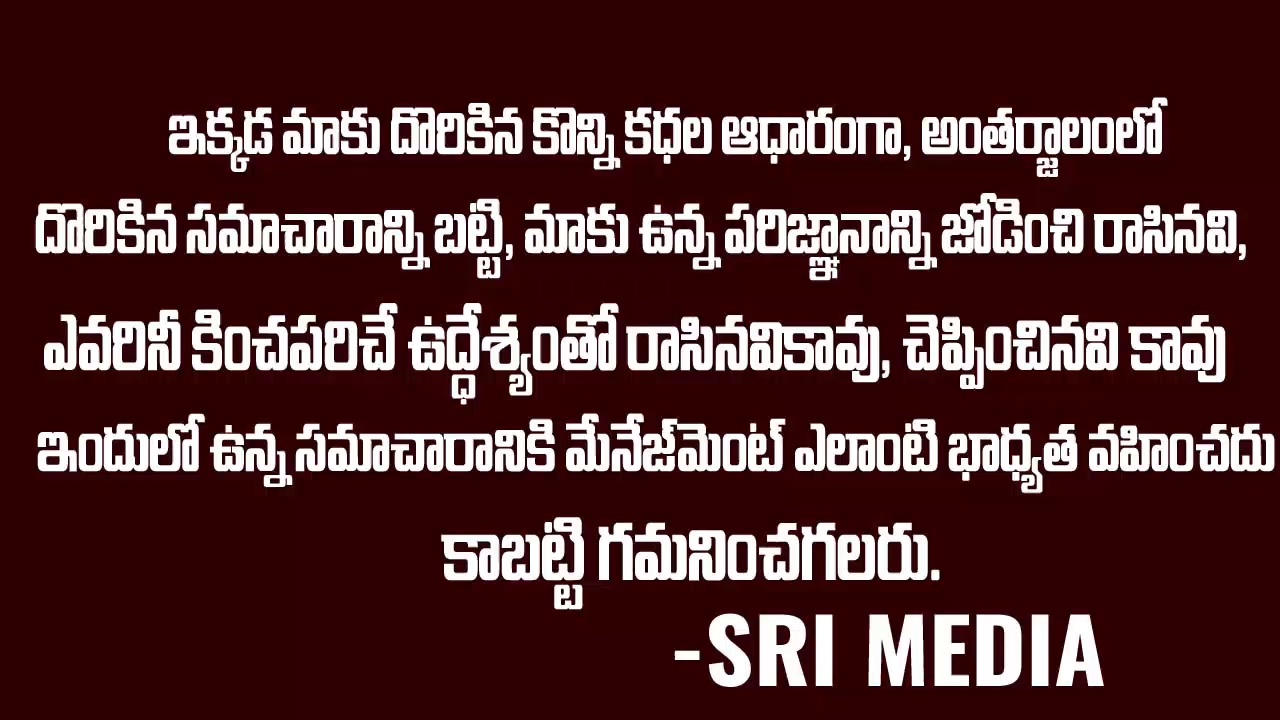 ఇక్కడ మాకు దొరికిన కొన్ని కధల ఆధారంగా, అంతర్జాలంలో
దొరికిన సమాచారాన్ని బట్టి, మాకు ఉన్న పరిజ్ఞానాన్ని జోడించి రాసినవి,
ఎవరినీ కించపరిచే ఉద్ధేశ్యంతో రాసినవికావు, చెప్పించినవి కావు
ఇందులో ఉన్న సమాచారానికి మేనేజ్‌మెంట్ ఎలాంటి భాధ్యత వహించదు
కాబట్టి గమనించగలరు.
-SRI MEDIA